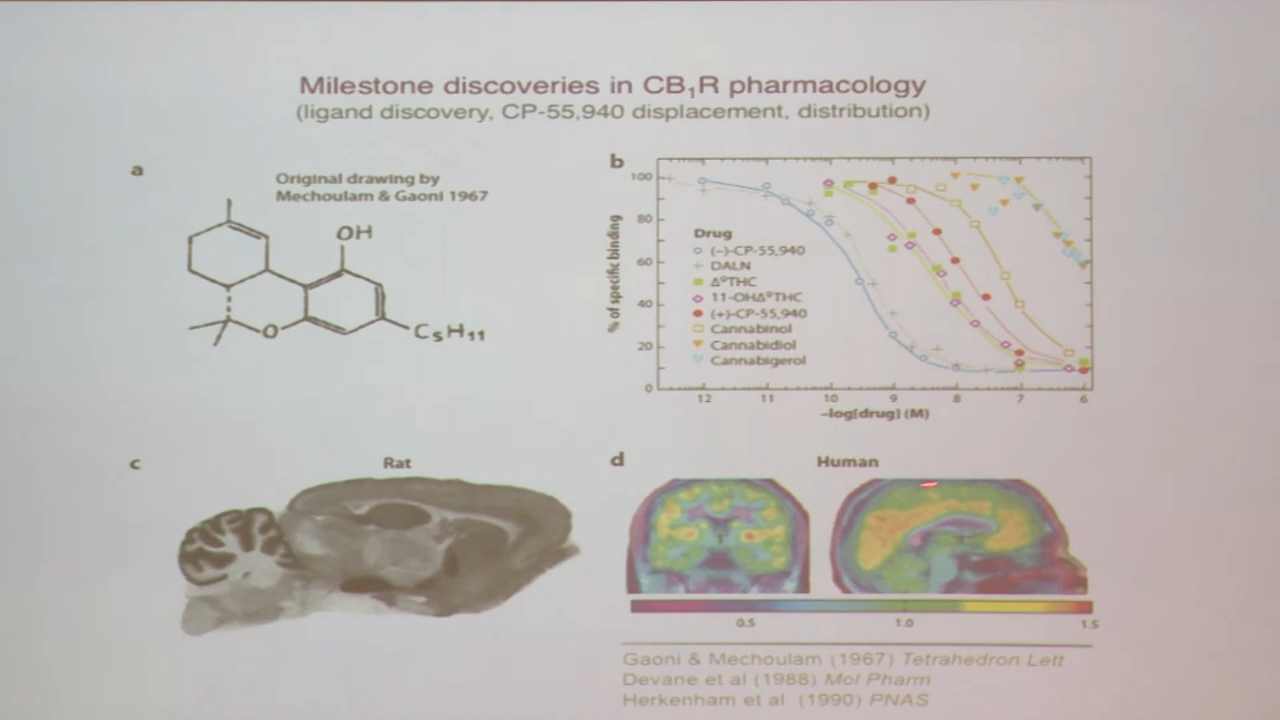 Milestone discoveries in CB₁R pharmacology
(ligand discovery, CP-55,940 displacement, distribution)
a
Original drawing by
Mechoulam & Gaoni 1967
OH
O
C₅H₁₁
b
100
80
60
40
20
0
% of specific binding
Drug
(−)-CP-55,940
DALN
Δ⁹THC
11-OHΔ⁹THC
(+)-CP-55,940
Cannabinol
Cannabidiol
Cannabigerol
12 11 10 9 8 7 6
−log[drug] (M)
c
Rat
d
Human
0.5 1.0 1.5
Gaoni & Mechoulam (1967) Tetrahedron Lett
Devane et al (1988) Mol Pharm
Herkenham et al (1990) PNAS